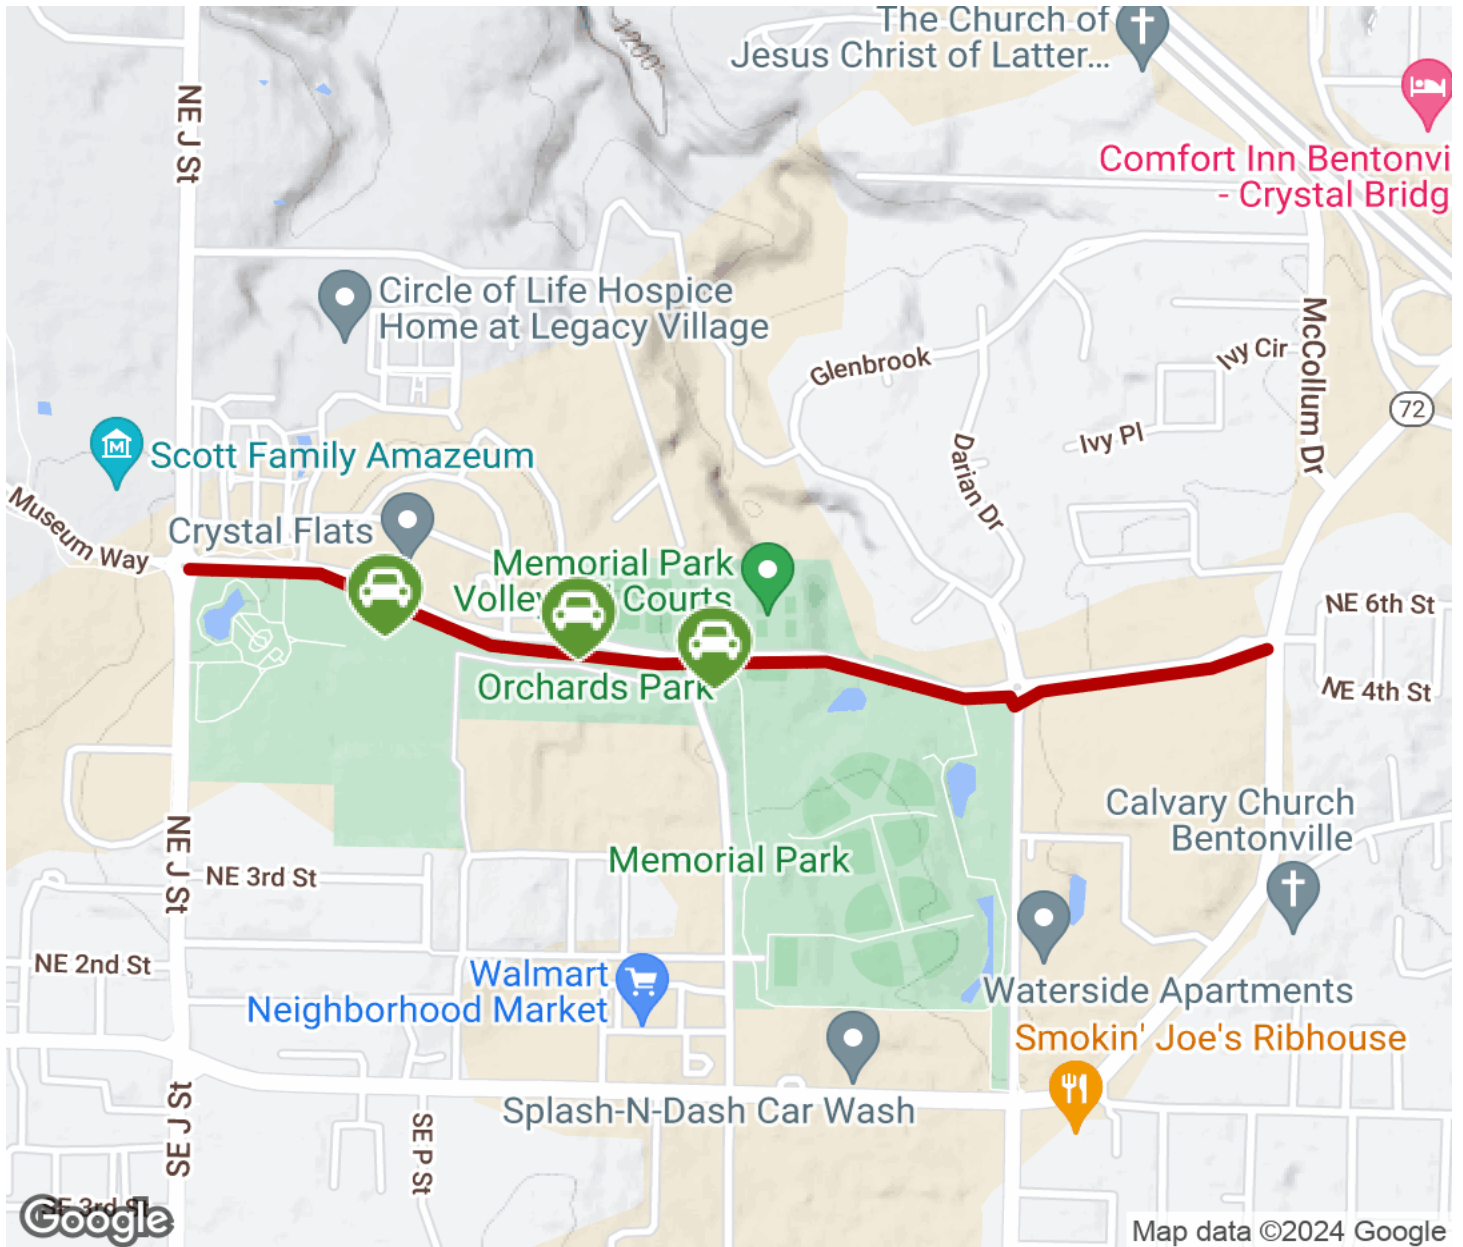 The Church of
Jesus Christ of Latter...
1200'
NE J St
Comfort Inn Bentonvi
- Crystal Bridg
Circle of Life Hospice
Home at Legacy Village
McCollum Dr
Ivy Cir
Glenbrook
72
Ivy Pl
Darian Dr
M
Scott Family Amazeum
Museum Way
Crystal Flats
Memorial Park
Courts
NE 6th St
Orchards Park
NE 4th St
Calvary Church
Bentonville
NE J St
NE 3rd St
Memorial Park
NE 2nd St
Walmart
Neighborhood Market
Waterside Apartments
Smokin' Joe's Ribhouse
SE J St
Splash-N-Dash Car Wash
SE P St
SE 3rd St
Google
Map data ©2024 Google